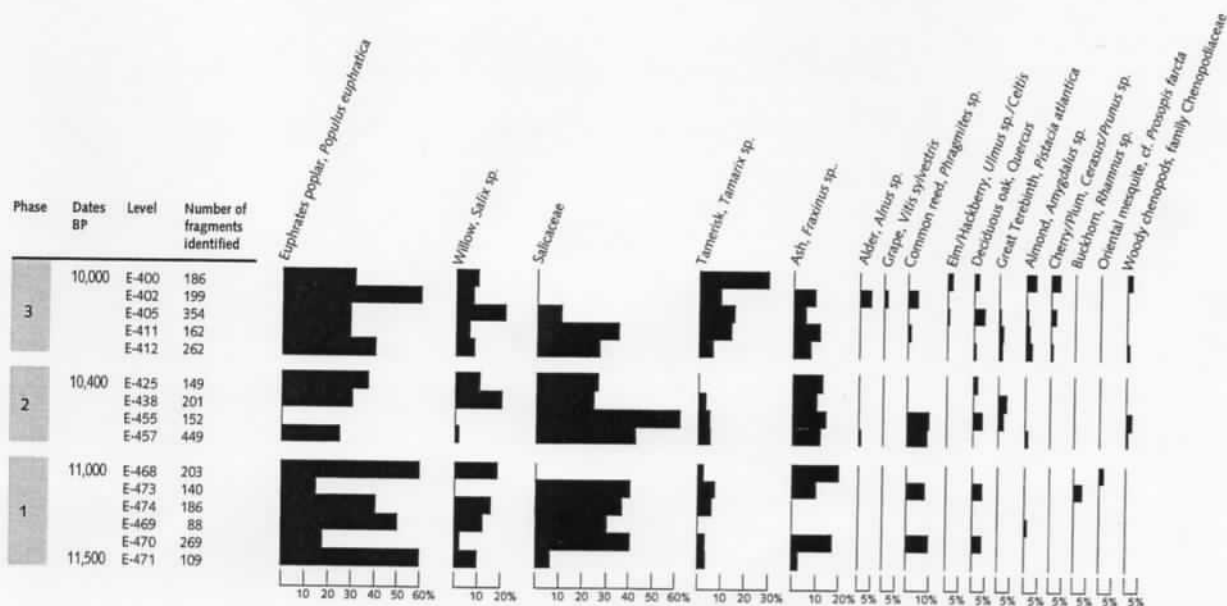 Euphrates poplar, Populus euphratica
Willow, Salix sp.
Salicaceae
Tamerisk, Tamarix sp.
Ash, Fraxinus sp.
Alder, Alnus sp.
Grape, Vitis sylvestris
Common reed, Phragmites sp.
Elm/Hackberry, Ulmus sp./Celtis
Deciduous oak, Quercus
Great Terebinth, Pistacia atlantica
Almond, Amygdalus sp.
Cherry/Plum, Cerasus/Prunus sp.
Buckhorn, Rhamnus sp.
Oriental mesquite, cf. Prosopis farcta
Woody chenopods, family Chenopodiaceae
Phase Dates BP Level Number of fragments identified
3
10,000 E-400 186
E-402 199
E-405 354
E-411 162
E-412 262
2
10,400 E-425 149
E-438 201
E-455 152
E-457 449
1
11,000 E-468 203
E-473 140
E-474 186
E-469 88
E-470 269
11,500 E-471 109
10 20 30 40 50 60% 10 20% 10 20 30 40 50 60% 10 20 30% 10 20% 5% 5% 10% 5% 5% 5% 5% 5% 5% 5% 5%